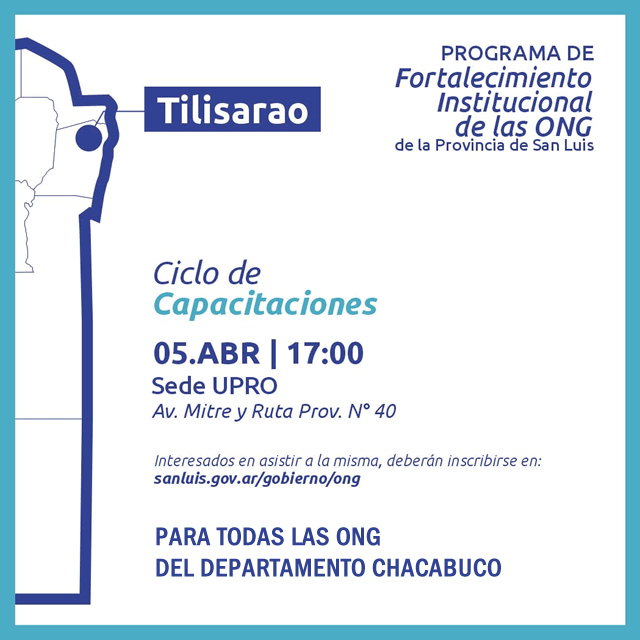 PROGRAMA DE
Fortalecimiento
Institucional
de las ONG
de la Provincia de San Luis
Tilisarao
Ciclo de
Capacitaciones
05.ABR | 17:00
Sede UPRO
Av. Mitre y Ruta Prov. N° 40
Interesados en asistir a la misma, deberán inscribirse en:
sanluis.gov.ar/gobierno/ong
PARA TODAS LAS ONG
DEL DEPARTAMENTO CHACABUCO